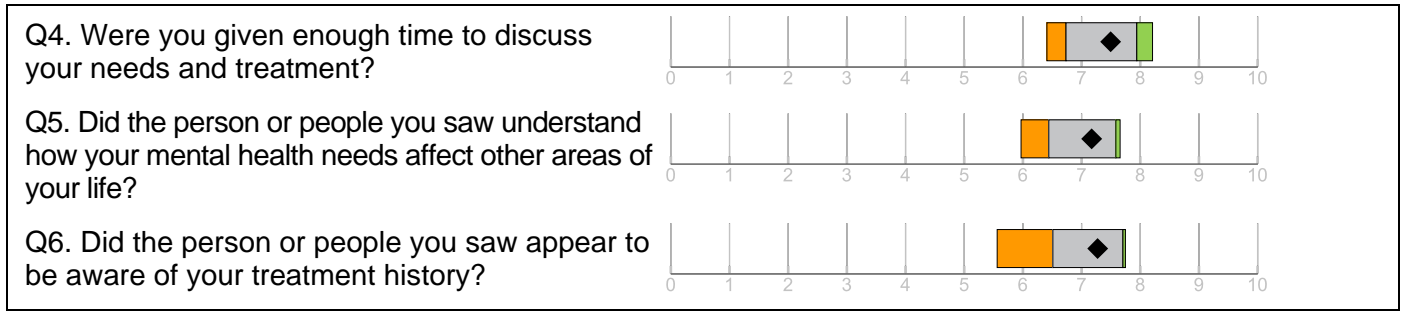 Q4. Were you given enough time to discuss
your needs and treatment?
0 1 2 3 4 5 6 7 8 9 10
Q5. Did the person or people you saw understand
how your mental health needs affect other areas of
your life?
0 1 2 3 4 5 6 7 8 9 10
Q6. Did the person or people you saw appear to
be aware of your treatment history?
0 1 2 3 4 5 6 7 8 9 10